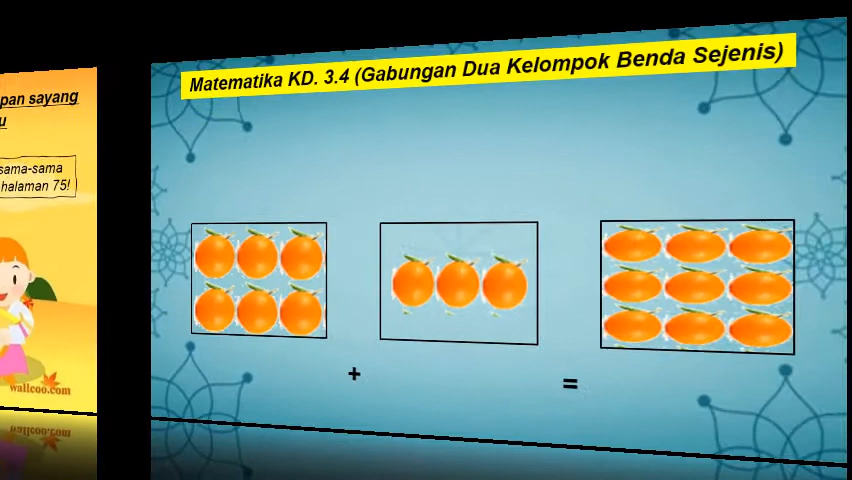 pan sayang
u
sama-sama
halaman 75!
wallcoo.com
Matematika KD. 3.4 (Gabungan Dua Kelompok Benda Sejenis)
+
=